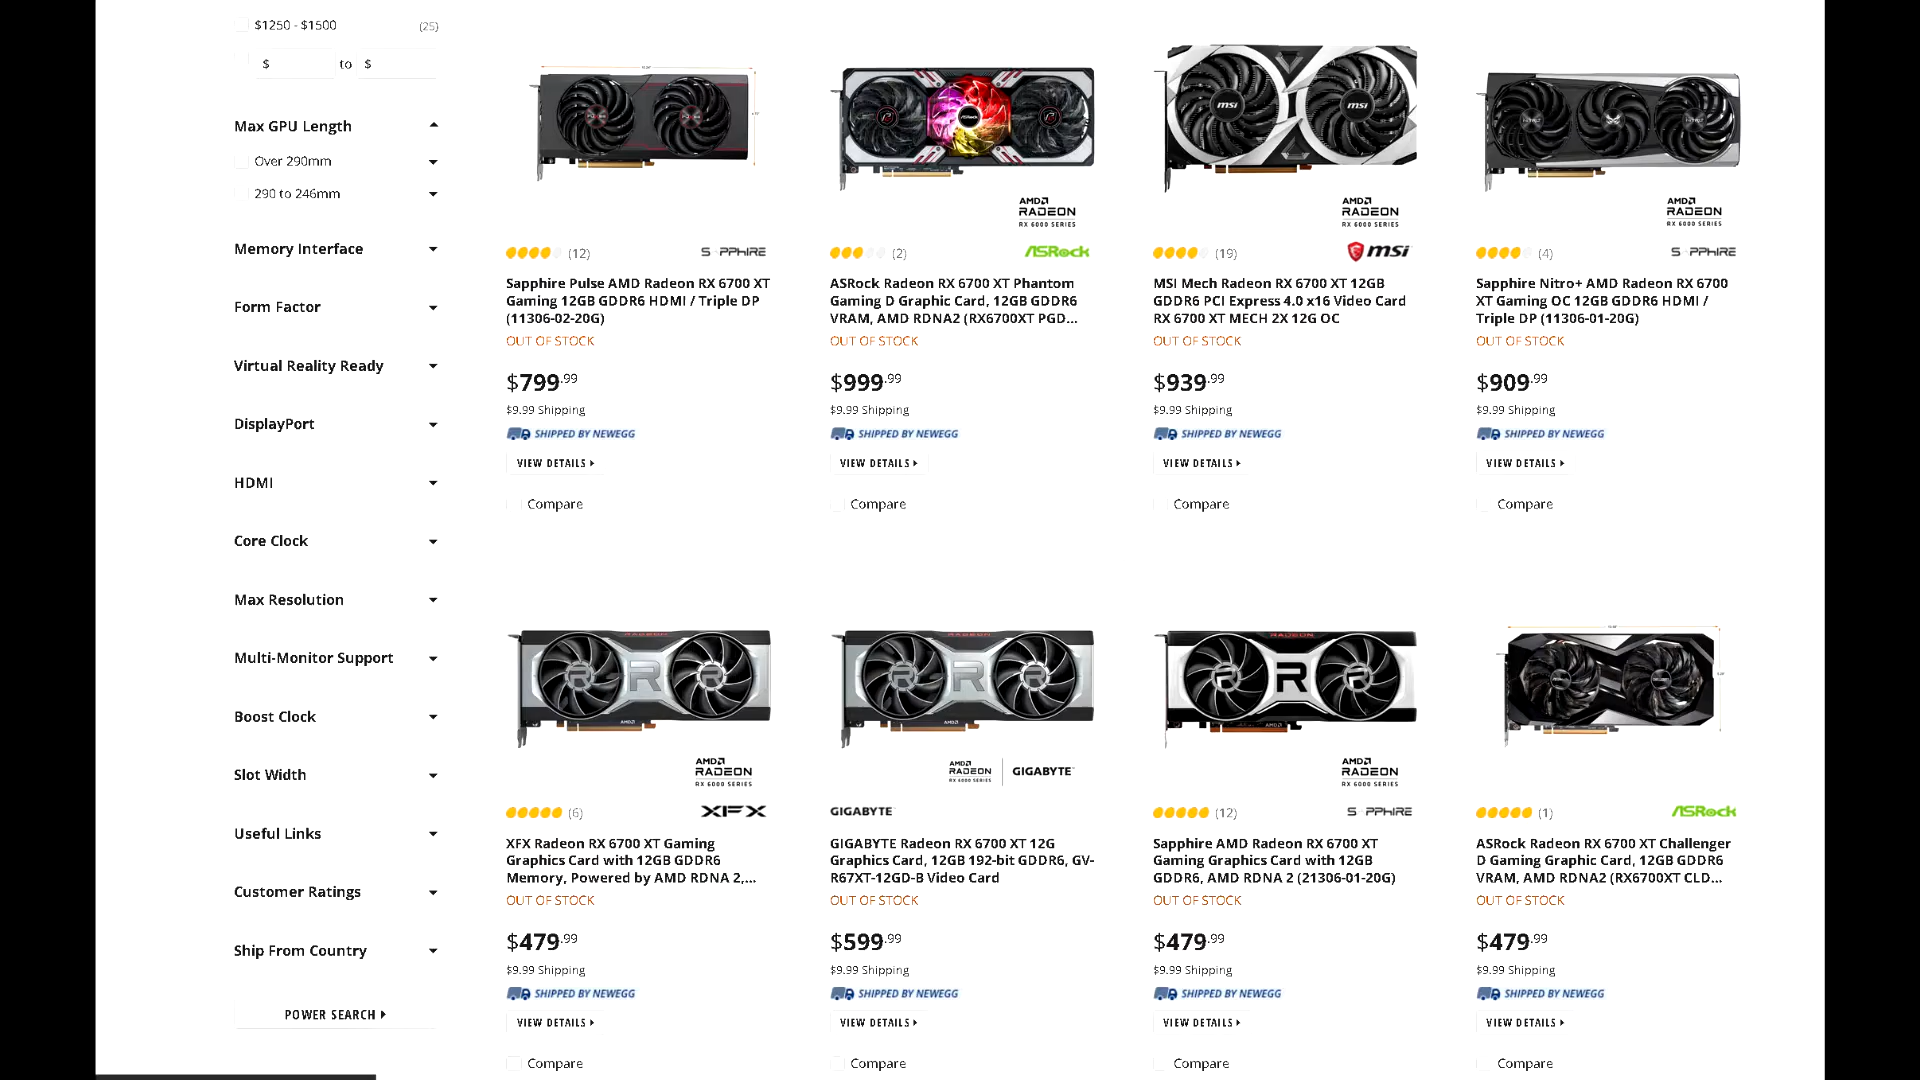 $1250 - $1500 (25)
$ to $
Max GPU Length
Over 290mm
290 to 246mm
Memory Interface
Form Factor
Virtual Reality Ready
DisplayPort
HDMI
Core Clock
Max Resolution
Multi-Monitor Support
Boost Clock
Slot Width
Useful Links
Customer Ratings
Ship From Country
POWER SEARCH
(12) SAPPHIRE
Sapphire Pulse AMD Radeon RX 6700 XT
Gaming 12GB GDDR6 HDMI / Triple DP
(11306-02-20G)
OUT OF STOCK
$799.99
$9.99 Shipping
SHIPPED BY NEWEGG
VIEW DETAILS
Compare
ASRock
AMD
RADEON
RX 6000 SERIES
(2) ASRock
ASRock Radeon RX 6700 XT Phantom
Gaming D Graphic Card, 12GB GDDR6
VRAM, AMD RDNA2 (RX6700XT PGD...
OUT OF STOCK
$999.99
$9.99 Shipping
SHIPPED BY NEWEGG
VIEW DETAILS
Compare
msi msi
AMD
RADEON
RX 6000 SERIES
(19) msi
MSI Mech Radeon RX 6700 XT 12GB
GDDR6 PCI Express 4.0 x16 Video Card
RX 6700 XT MECH 2X 12G OC
OUT OF STOCK
$939.99
$9.99 Shipping
SHIPPED BY NEWEGG
VIEW DETAILS
Compare
AMD
RADEON
RX 6000 SERIES
(4) SAPPHIRE
Sapphire Nitro+ AMD Radeon RX 6700
XT Gaming OC 12GB GDDR6 HDMI /
Triple DP (11306-01-20G)
OUT OF STOCK
$909.99
$9.99 Shipping
SHIPPED BY NEWEGG
VIEW DETAILS
Compare
RADEON
R R R
AMD
AMD
RADEON
RX 6000 SERIES
(6) XFX
XFX Radeon RX 6700 XT Gaming
Graphics Card with 12GB GDDR6
Memory, Powered by AMD RDNA 2,...
OUT OF STOCK
$479.99
$9.99 Shipping
SHIPPED BY NEWEGG
VIEW DETAILS
Compare
RADEON
R R R
AMD
AMD
RADEON
RX 6000 SERIES
GIGABYTE™
GIGABYTE
GIGABYTE Radeon RX 6700 XT 12G
Graphics Card, 12GB 192-bit GDDR6, GV-
R67XT-12GD-B Video Card
OUT OF STOCK
$599.99
$9.99 Shipping
SHIPPED BY NEWEGG
VIEW DETAILS
Compare
RADEON
R R R
AMD
AMD
RADEON
RX 6000 SERIES
(12) SAPPHIRE
Sapphire AMD Radeon RX 6700 XT
Gaming Graphics Card with 12GB
GDDR6, AMD RDNA 2 (21306-01-20G)
OUT OF STOCK
$479.99
$9.99 Shipping
SHIPPED BY NEWEGG
VIEW DETAILS
Compare
(1) ASRock
ASRock Radeon RX 6700 XT Challenger
D Gaming Graphic Card, 12GB GDDR6
VRAM, AMD RDNA2 (RX6700XT CLD...
OUT OF STOCK
$479.99
$9.99 Shipping
SHIPPED BY NEWEGG
VIEW DETAILS
Compare